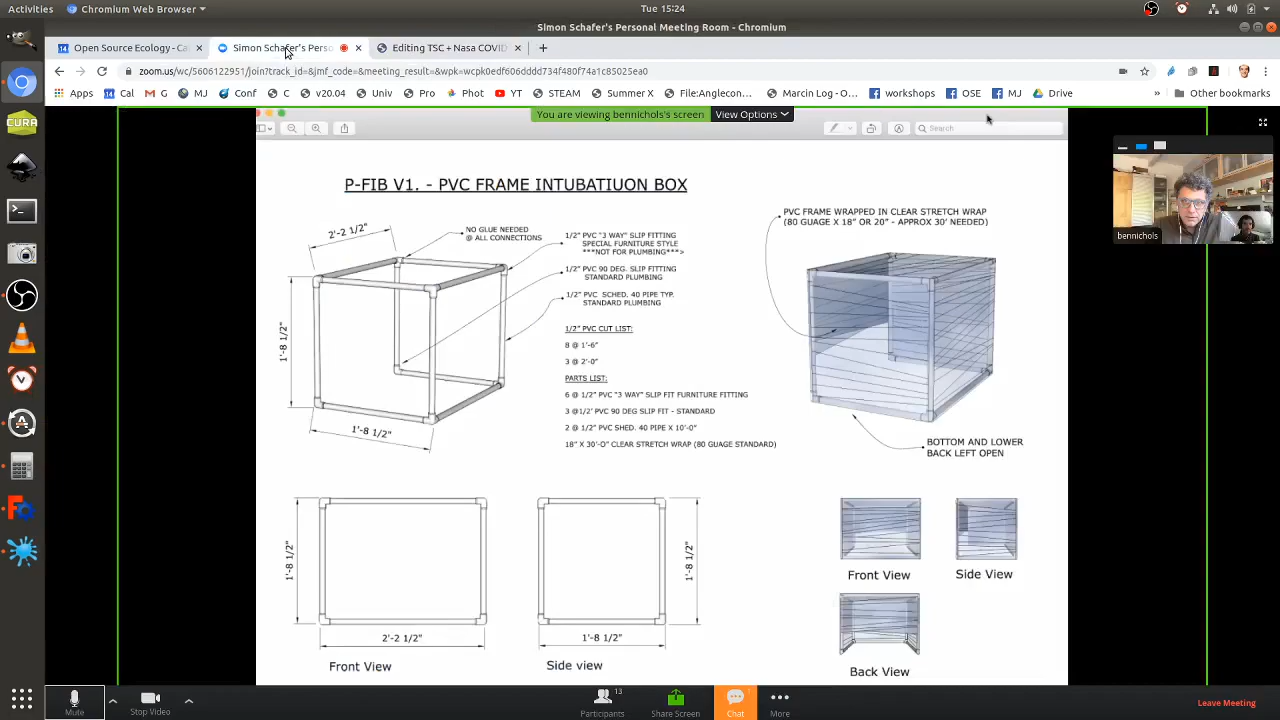 Activities
Chromium Web Browser
Tue 15:24
Simon Schafer's Personal Meeting Room - Chromium
Open Source Ecology - Ca
Simon Schafer's Perso
Editing TSC + Nasa COVID
zoom.us/wc/5606122951/join?track_id=&jmf_code=&meeting_result=&wpk=wcpk0edfc06dddd734f480f74a1c85025ea0
Apps
Cal
G
MJ
Conf
C
v20.04
Univ
Pro
Phot
YT
STEAM
Summer X
File:Anglecon...
Martin Log - O...
workshops
OSE
MJ
Drive
»
Other bookmarks
You are viewing bennichols's screen
View Options
Search
bennichols
P-FIB V1. - PVC FRAME INTUBATIUON BOX
2'-2 1/2"
NO GLUE NEEDED
@ ALL CONNECTIONS
1/2" PVC "3 WAY" SLIP FITTING
SPECIAL FURNITURE STYLE
***NOT FOR PLUMBING***>
1/2" PVC 90 DEG. SLIP FITTING
STANDARD PLUMBING
1/2" PVC SCHED. 40 PIPE TYP.
STANDARD PLUMBING
1'-8 1/2"
1'-8 1/2"
1/2" PVC CUT LIST:
8 @ 1'-6"
3 @ 2'-0"
PARTS LIST:
6 @ 1/2" PVC "3 WAY" SLIP FIT FURNITURE FITTING
3 @1/2' PVC 90 DEG SLIP FIT - STANDARD
2 @ 1/2" PVC SHED. 40 PIPE X 10'-0"
18" X 30'-0" CLEAR STRETCH WRAP (80 GUAGE STANDARD)
PVC FRAME WRAPPED IN CLEAR STRETCH WRAP
(80 GUAGE X 18" OR 20" - APPROX 30' NEEDED)
BOTTOM AND LOWER
BACK LEFT OPEN
1'-8 1/2"
2'-2 1/2"
Front View
1'-8 1/2"
1'-8 1/2"
Side view
Front View
Side View
Back View
CURA
Mute
Stop Video
13
Participants
Share Screen
1
Chat
More
Leave Meeting